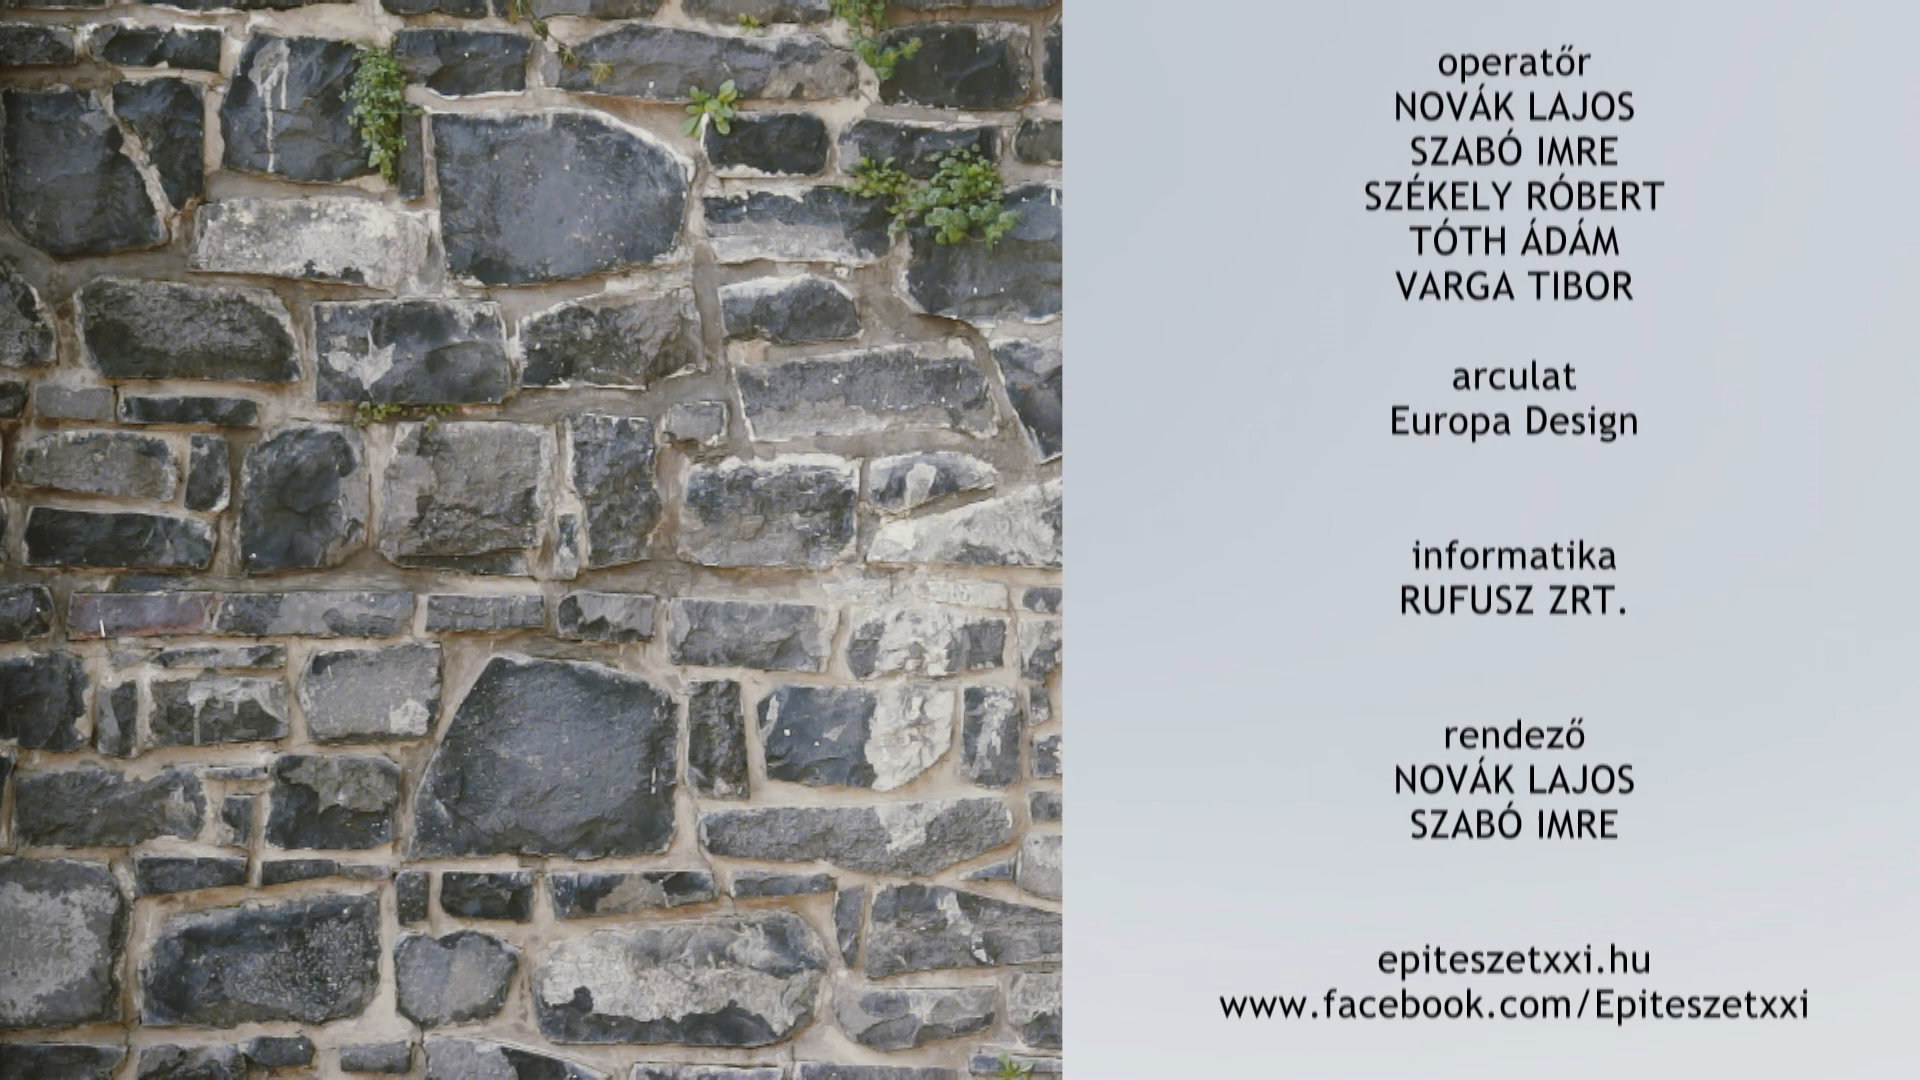 operatőr
NOVÁK LAJOS
SZABÓ IMRE
SZÉKELY RÓBERT
TÓTH ÁDÁM
VARGA TIBOR
arculat
Europa Design
informatika
RUFUSZ ZRT.
rendező
NOVÁK LAJOS
SZABÓ IMRE
epiteszetxxi.hu
www.facebook.com/Epiteszetxxi